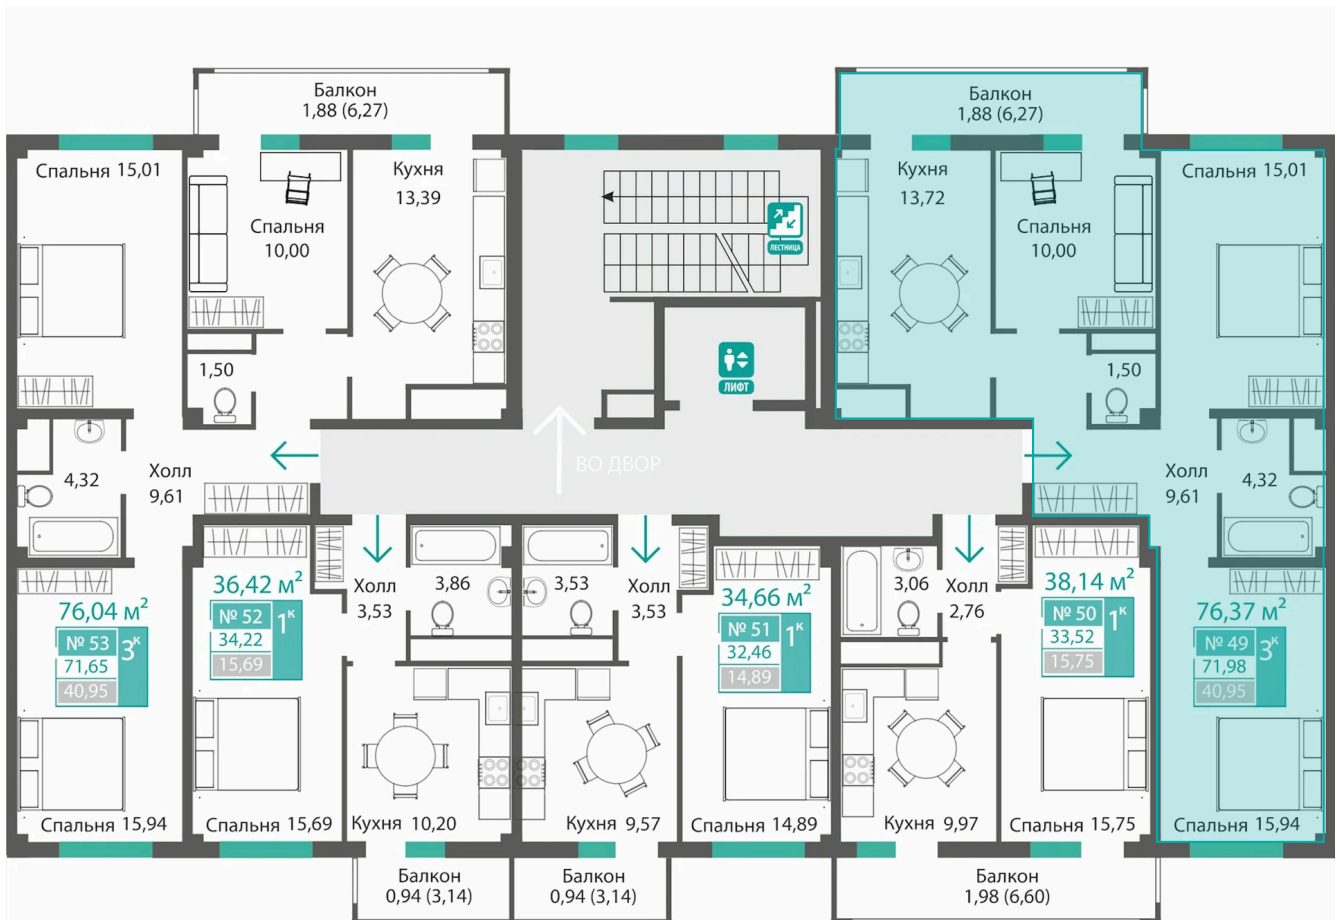 Балкон
1,88 (6,27)
Балкон
1,88 (6,27)
Спальня 15,01
Кухня
13,39
Спальня
10,00
ЛЕСТНИЦА
Кухня
13,72
Спальня
10,00
Спальня 15,01
1,50
ЛИФТ
1,50
4,32
Холл
9,61
ВО ДВОР
Холл
9,61
4,32
76,04 м²
№ 53
71,65
40,95
3к
36,42 м²
№ 52
34,22
15,69
1к
Холл
3,53
3,86
3,53
Холл
3,53
34,66 м²
№ 51
32,46
14,89
1к
3,06
Холл
2,76
38,14 м²
№ 50
33,52
15,75
1к
76,37 м²
№ 49
71,98
40,95
3к
Спальня 15,94
Спальня 15,69
Кухня 10,20
Кухня 9,57
Спальня 14,89
Кухня 9,97
Спальня 15,75
Спальня 15,94
Балкон
0,94 (3,14)
Балкон
0,94 (3,14)
Балкон
1,98 (6,60)